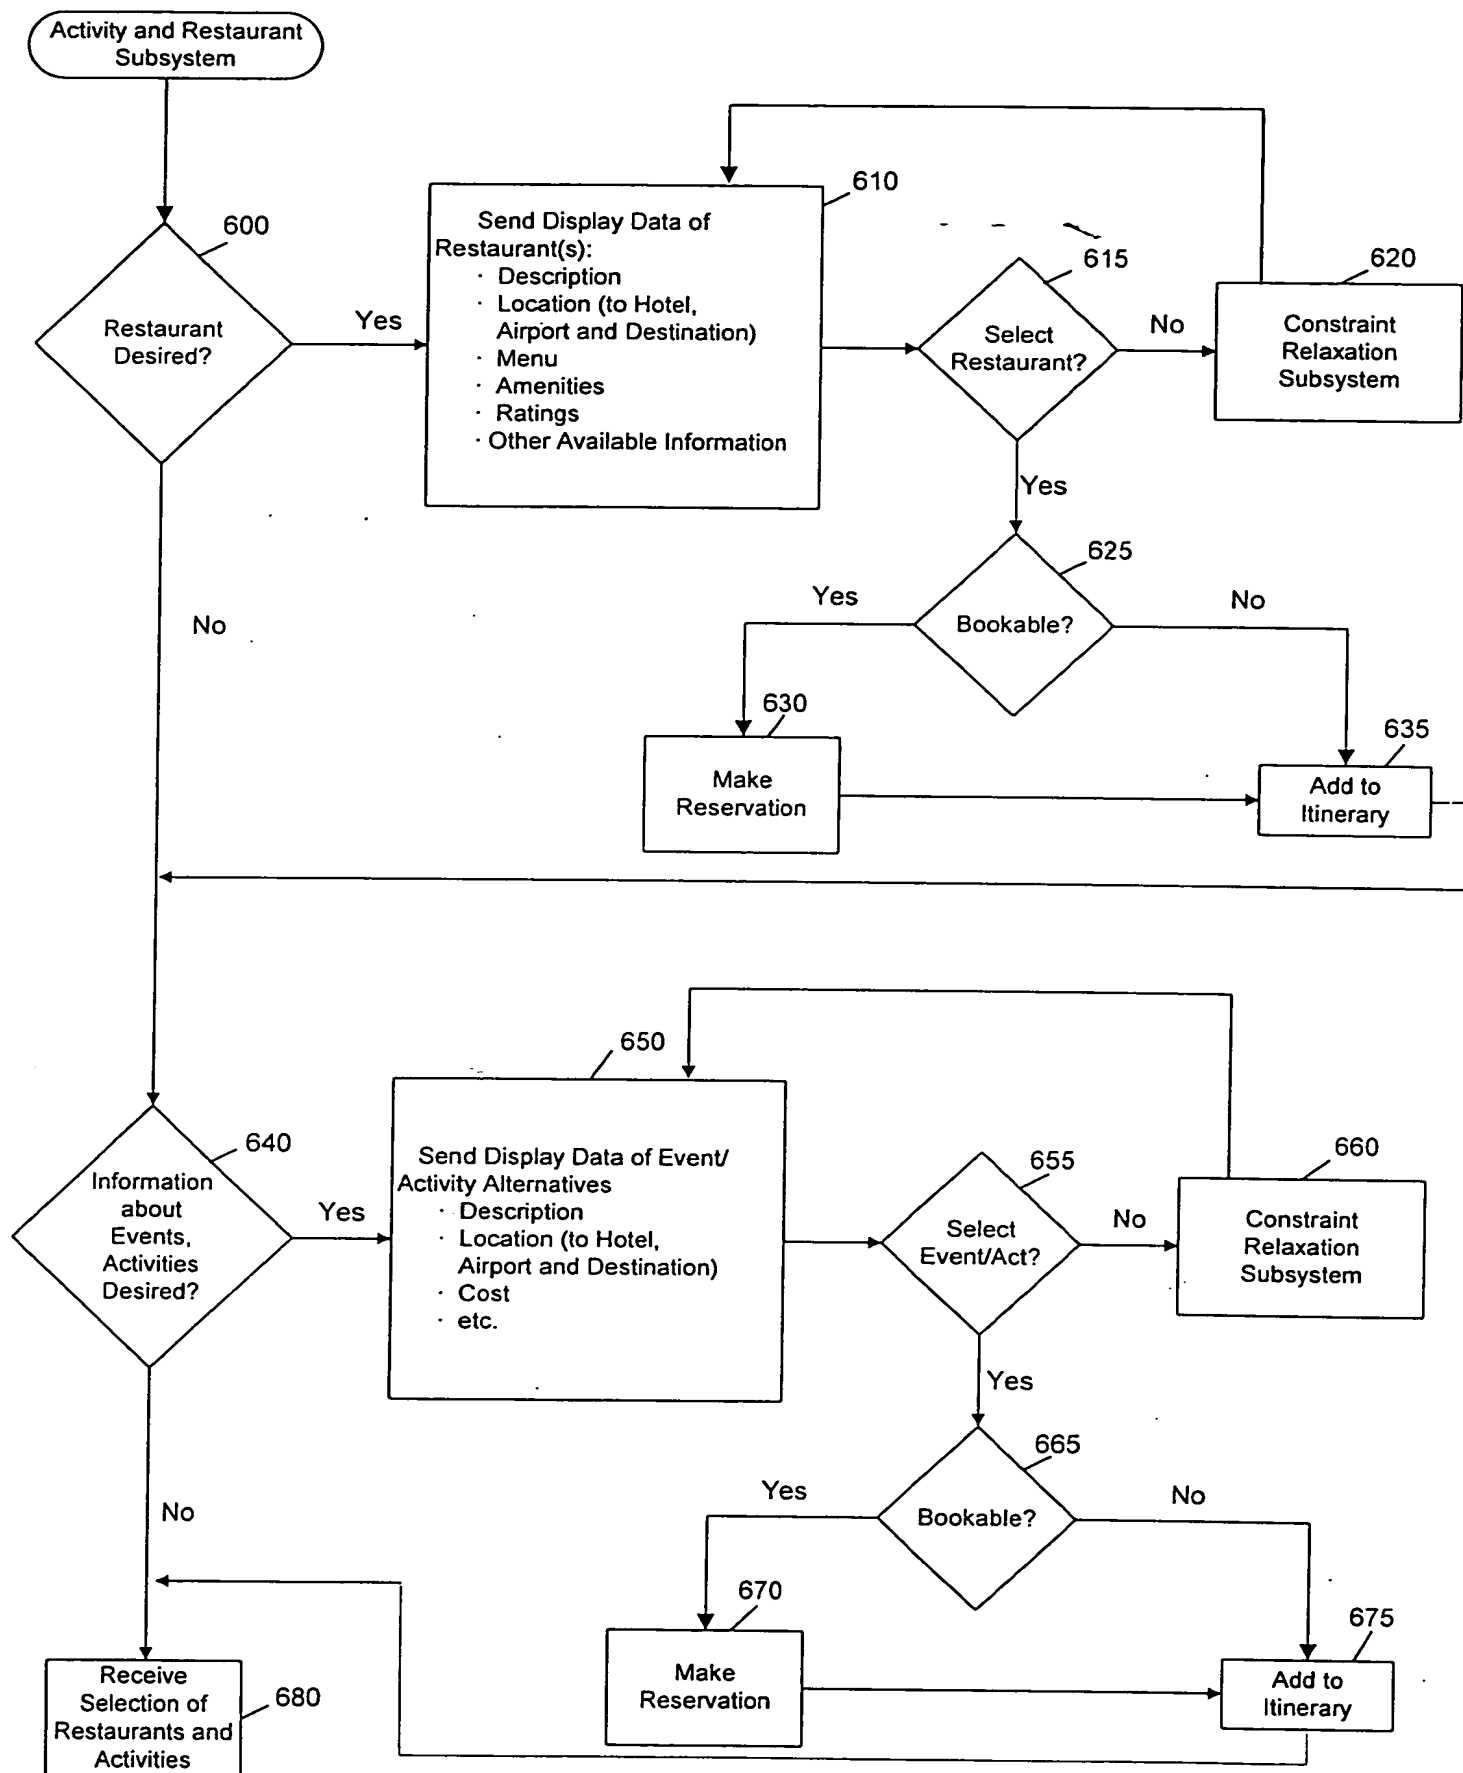 Activity and Restaurant
Subsystem
600
Restaurant
Desired?
Yes
No
610
Send Display Data of
Restaurant(s):
· Description
· Location (to Hotel,
Airport and Destination)
· Menu
· Amenities
· Ratings
· Other Available Information
615
Select
Restaurant?
No
Yes
620
Constraint
Relaxation
Subsystem
625
Bookable?
Yes
No
630
Make
Reservation
635
Add to
Itinerary
640
Information
about
Events,
Activities
Desired?
Yes
No
650
Send Display Data of Event/
Activity Alternatives
· Description
· Location (to Hotel,
Airport and Destination)
· Cost
· etc.
655
Select
Event/Act?
No
Yes
660
Constraint
Relaxation
Subsystem
665
Bookable?
Yes
No
670
Make
Reservation
675
Add to
Itinerary
680
Receive
Selection of
Restaurants and
Activities